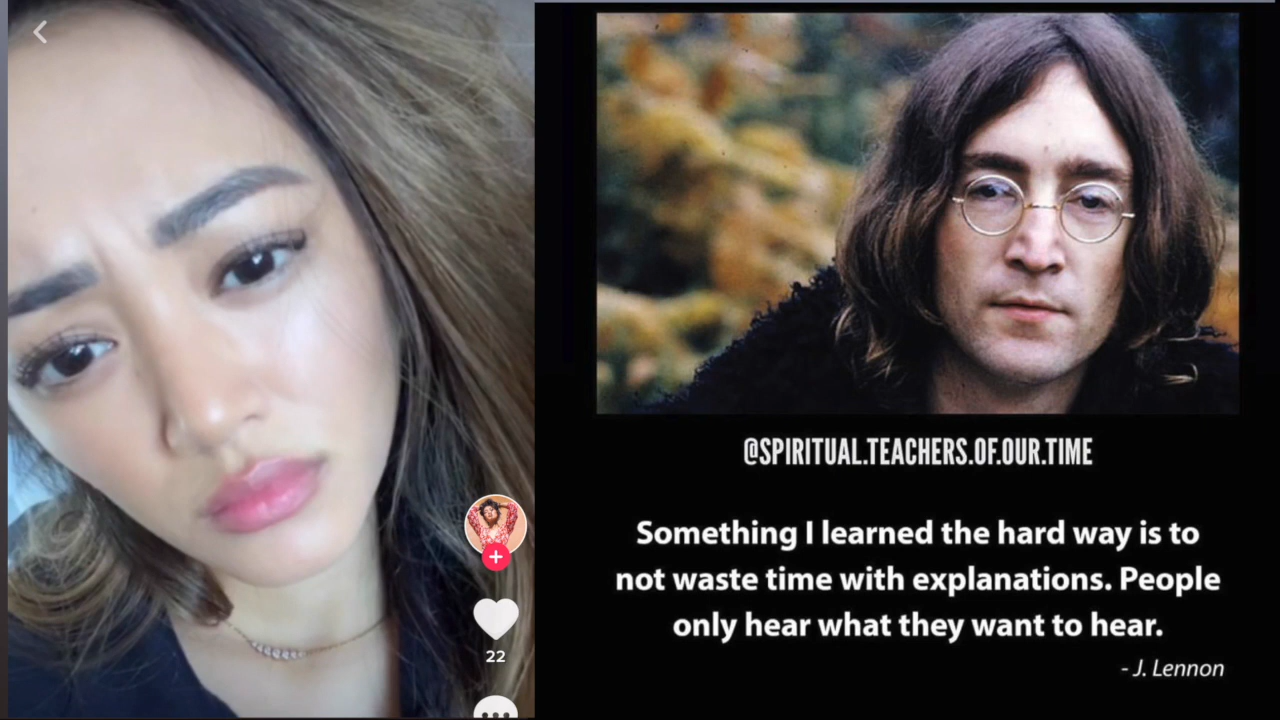 22
@SPIRITUAL.TEACHERS.OF.OUR.TIME
Something I learned the hard way is to
not waste time with explanations. People
only hear what they want to hear.
- J. Lennon